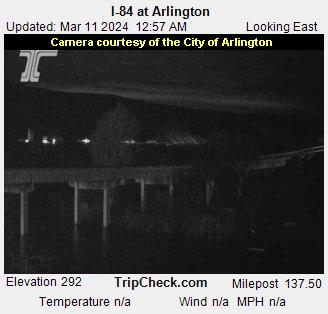 I-84 at Arlington
Updated: Mar 11 2024 12:57 AM Looking East
Camera courtesy of the City of Arlington
Elevation 292 TripCheck.com Milepost 137.50
Temperature n/a Wind n/a MPH n/a